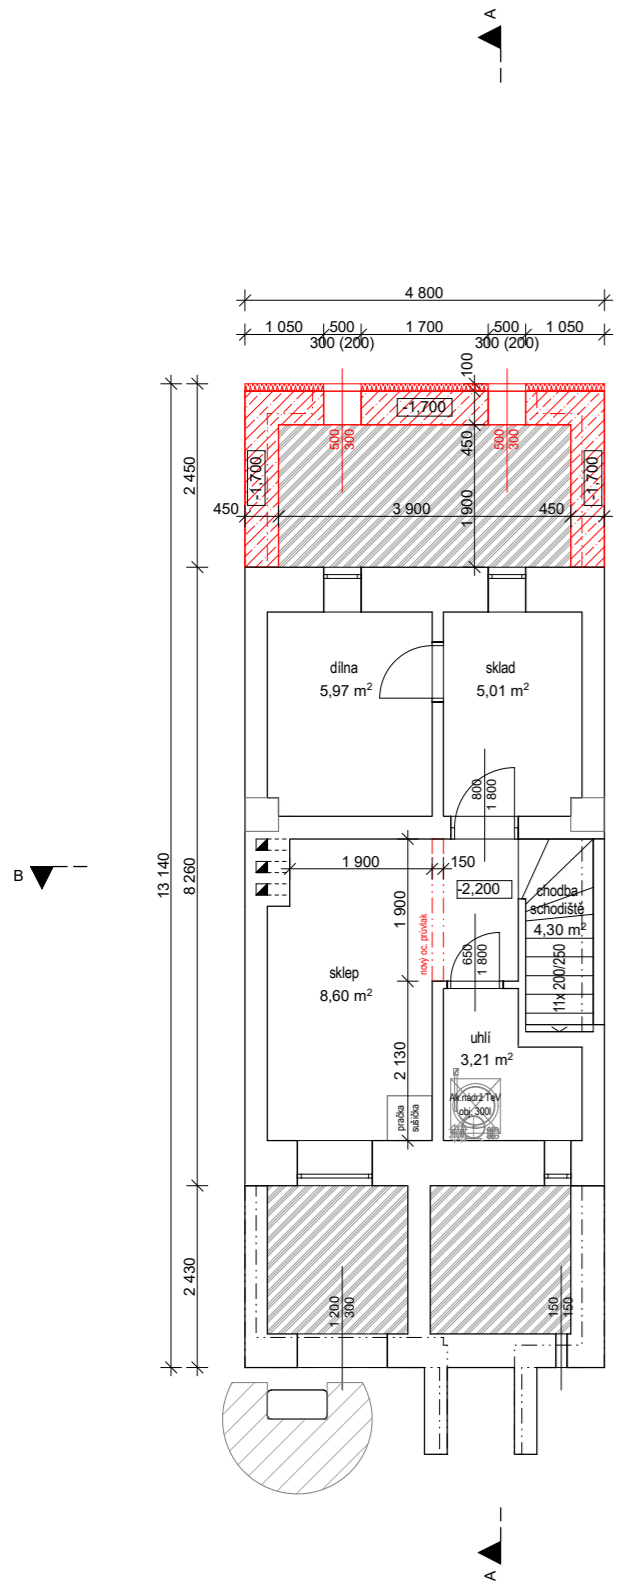 A
4 800
1 050
500
1 700
500
1 050
300 (200)
300 (200)
100
-1,700
500
300
450
500
300
2 450
-1,700
-1,700
450
3 900
1 900
450
dílna
5,97 m²
sklad
5,01 m²
800
1 800
B
13 140
8 260
1 900
150
-2,200
chodba
schodiště
4,30 m²
1 900
nový oc. průvlak
650
1 800
11x 200/250
sklep
8,60 m²
uhlí
3,21 m²
2 130
Ak.nádrž TeV
obj. 300l
pračka
sušička
2 430
1 200
300
150
150
A